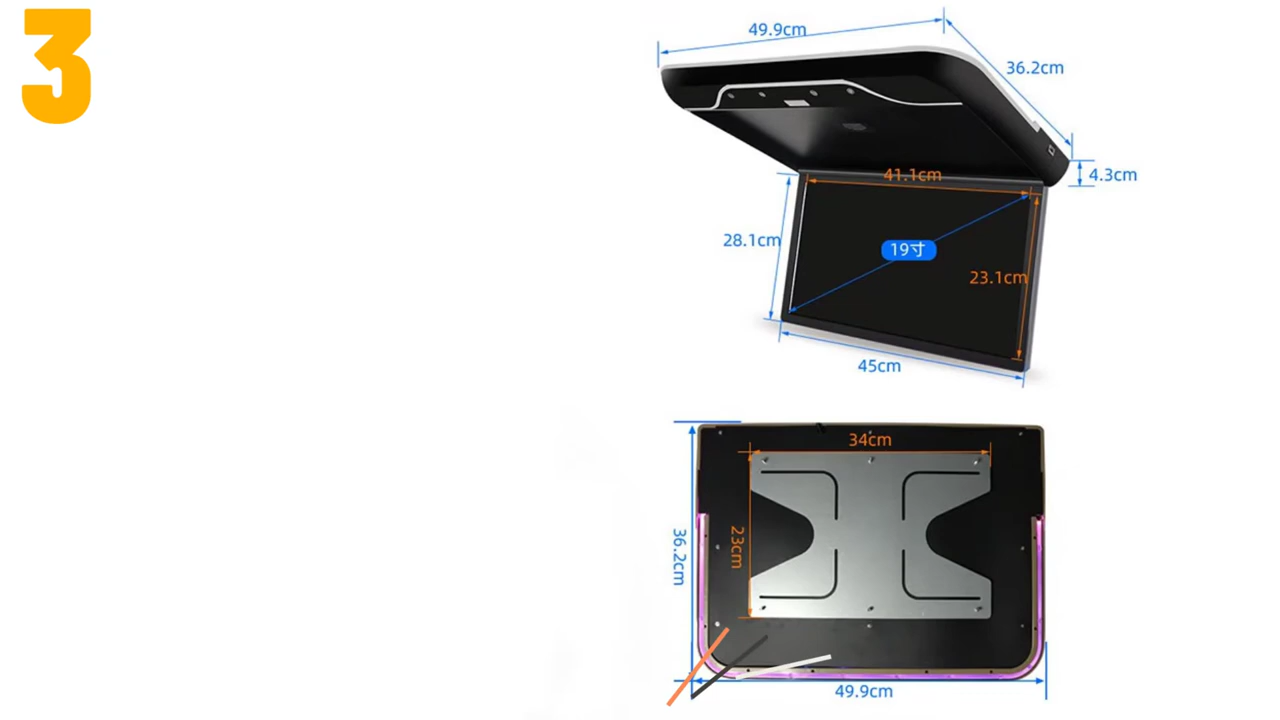 3
49.9cm
36.2cm
4.3cm
41.1cm
28.1cm
19寸
23.1cm
45cm
34cm
23cm
36.2cm
49.9cm